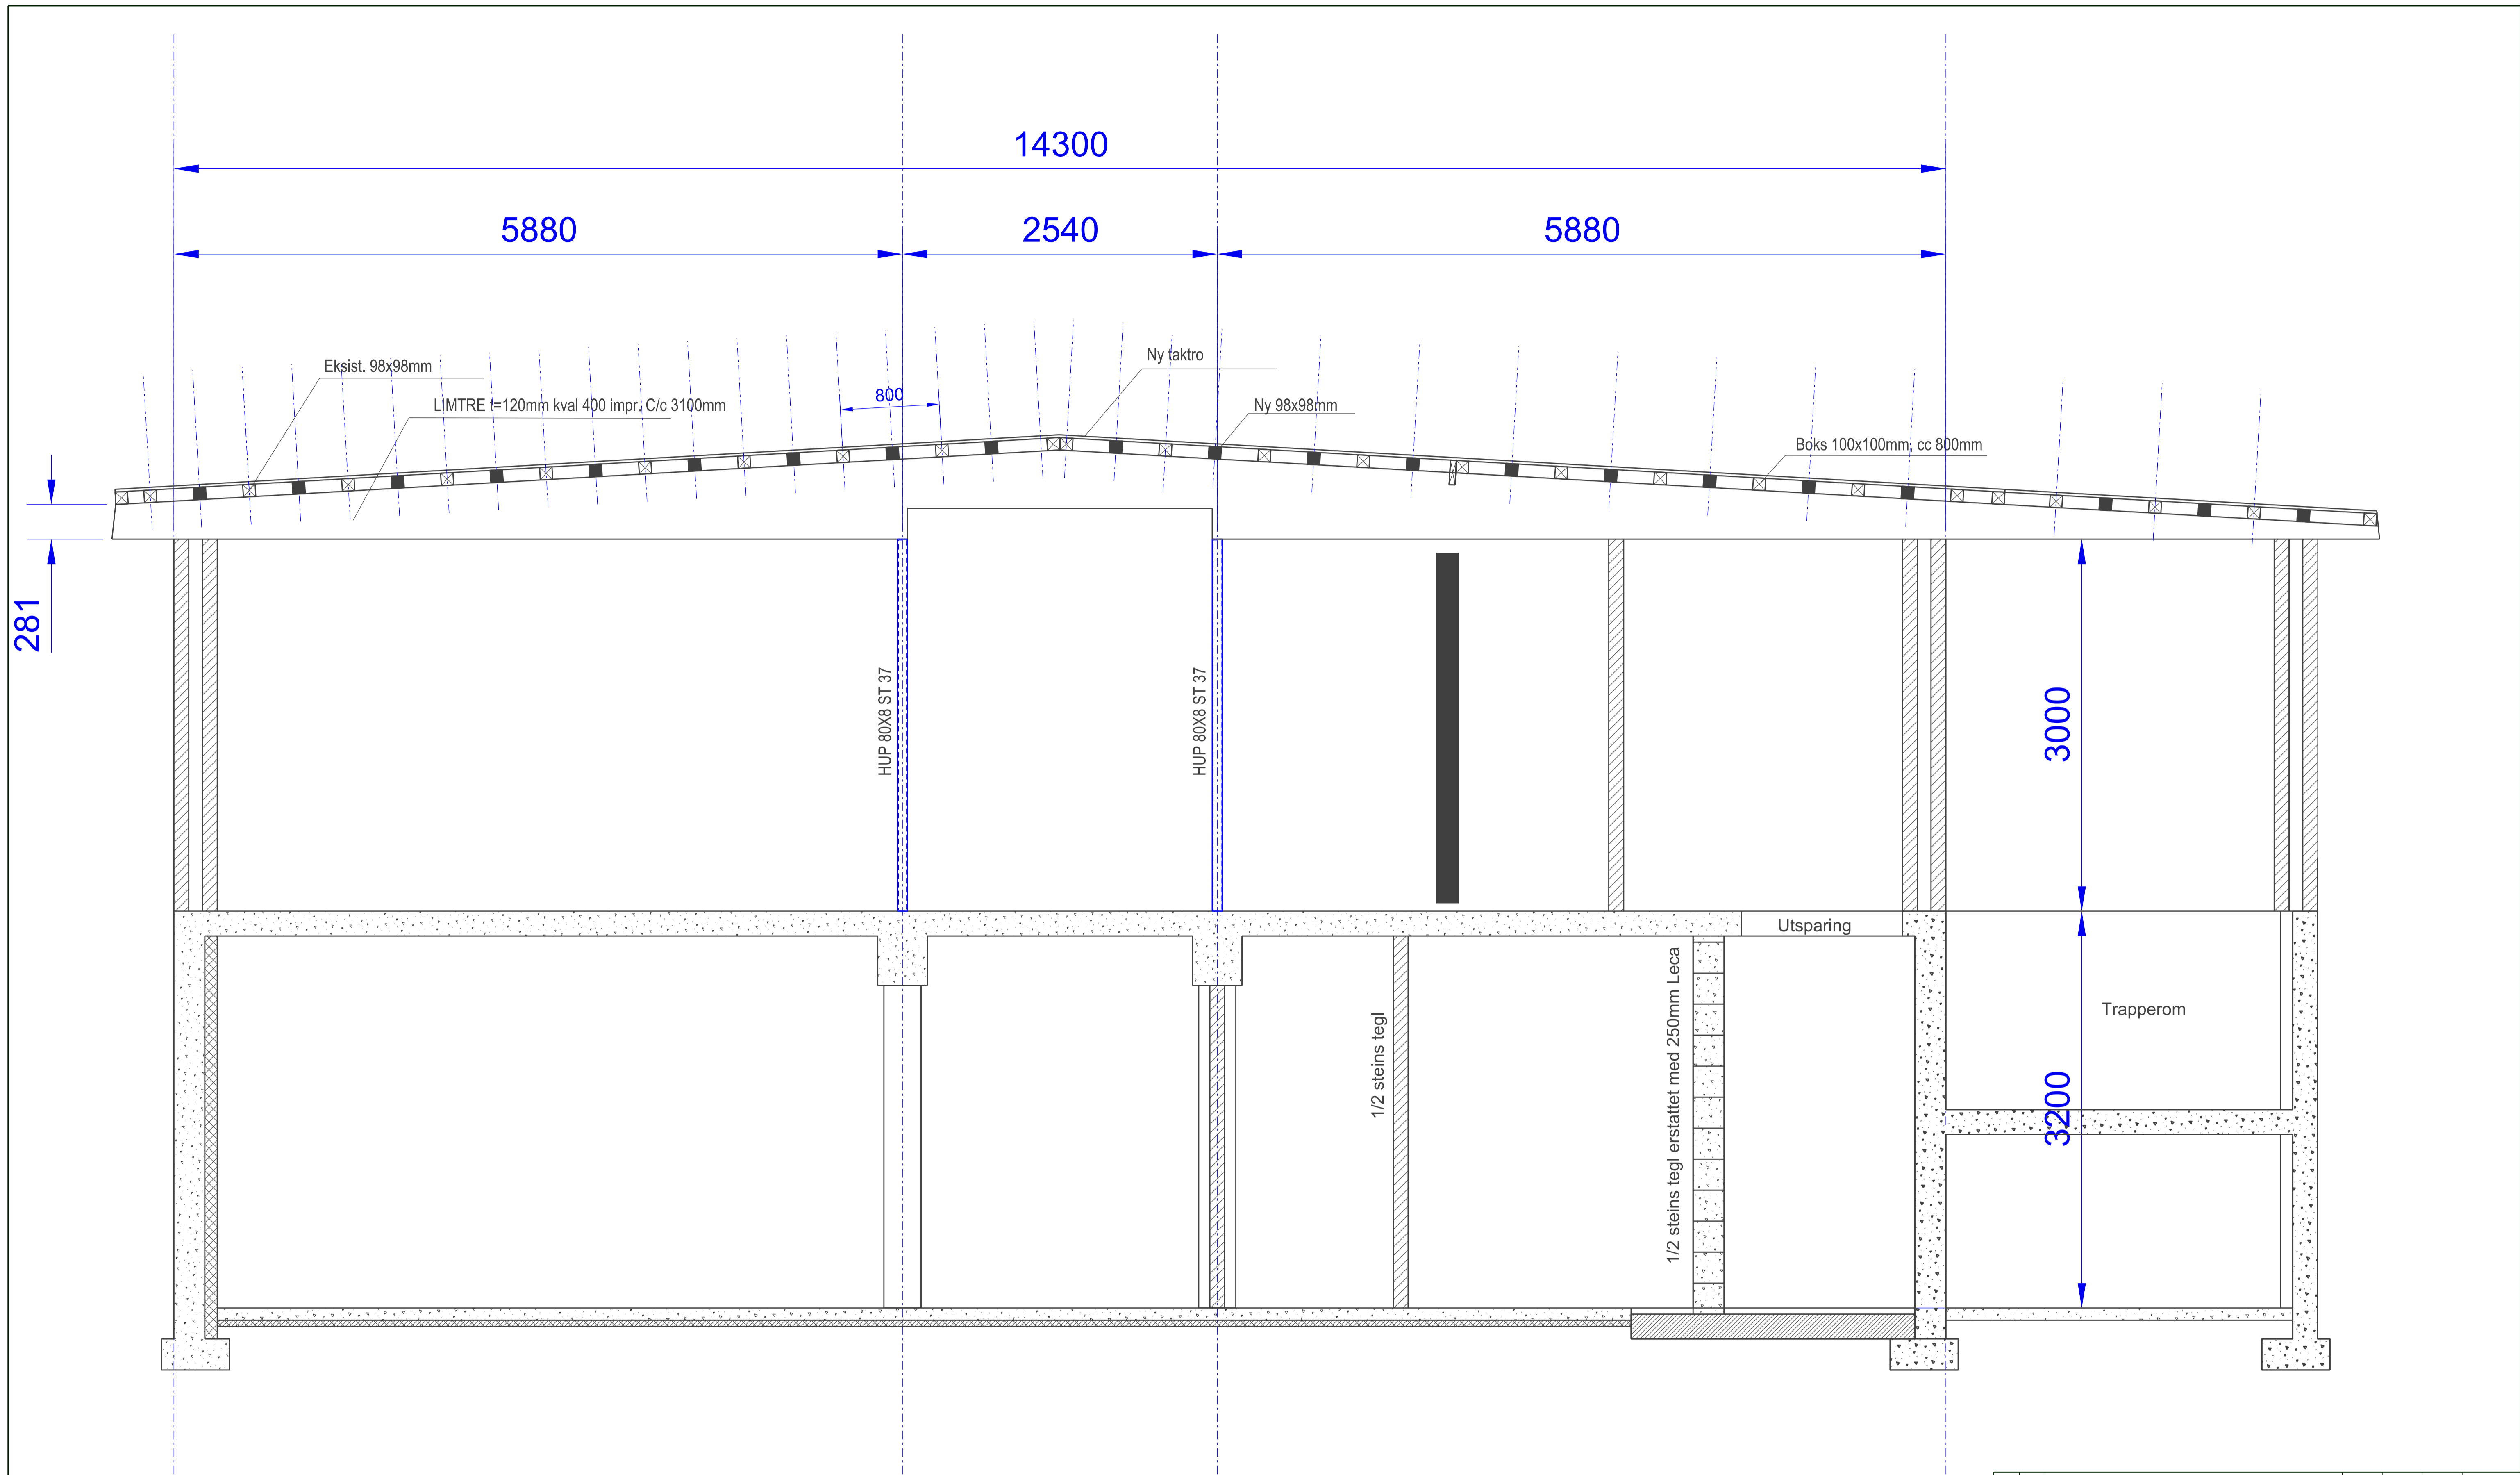 14300
5880
2540
5880
Ny taktro
Eksist. 98x98mm
800
LIMTRE t=120mm kval 400 impr. C/c 3100mm
Ny 98x98mm
Boks 100x100mm, cc 800mm
281
HUP 80X8 ST 37
HUP 80X8 ST 37
3000
Utsparing
Trapperom
1/2 steins tegl
1/2 steins tegl erstattet med 250mm Leca
3200